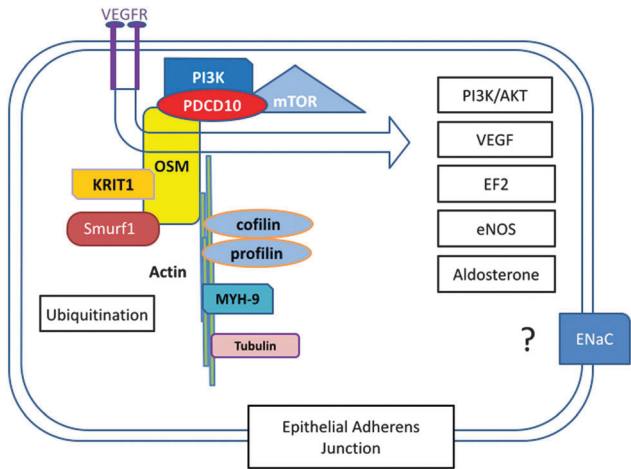 VEGFR
PI3K
PDCD10
mTOR
OSM
KRIT1
Smurf1
cofilin
profilin
Actin
MYH-9
Ubiquitination
Tubulin
PI3K/AKT
VEGF
EF2
eNOS
Aldosterone
?
ENaC
Epithelial Adherens
Junction